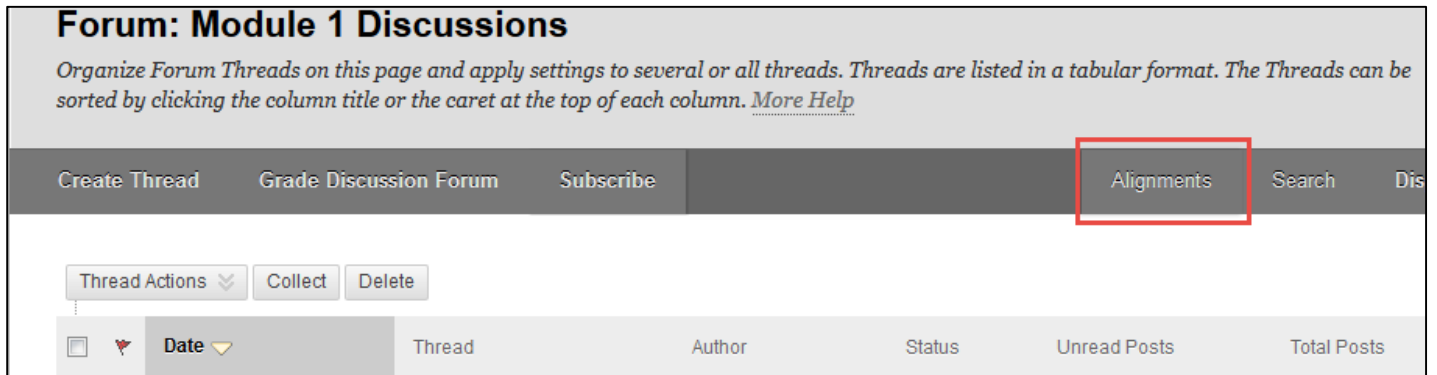 Forum: Module 1 Discussions
Organize Forum Threads on this page and apply settings to several or all threads. Threads are listed in a tabular format. The Threads can be
sorted by clicking the column title or the caret at the top of each column. More Help
Create Thread Grade Discussion Forum Subscribe Alignments Search Dis
Thread Actions Collect Delete
Date Thread Author Status Unread Posts Total Posts